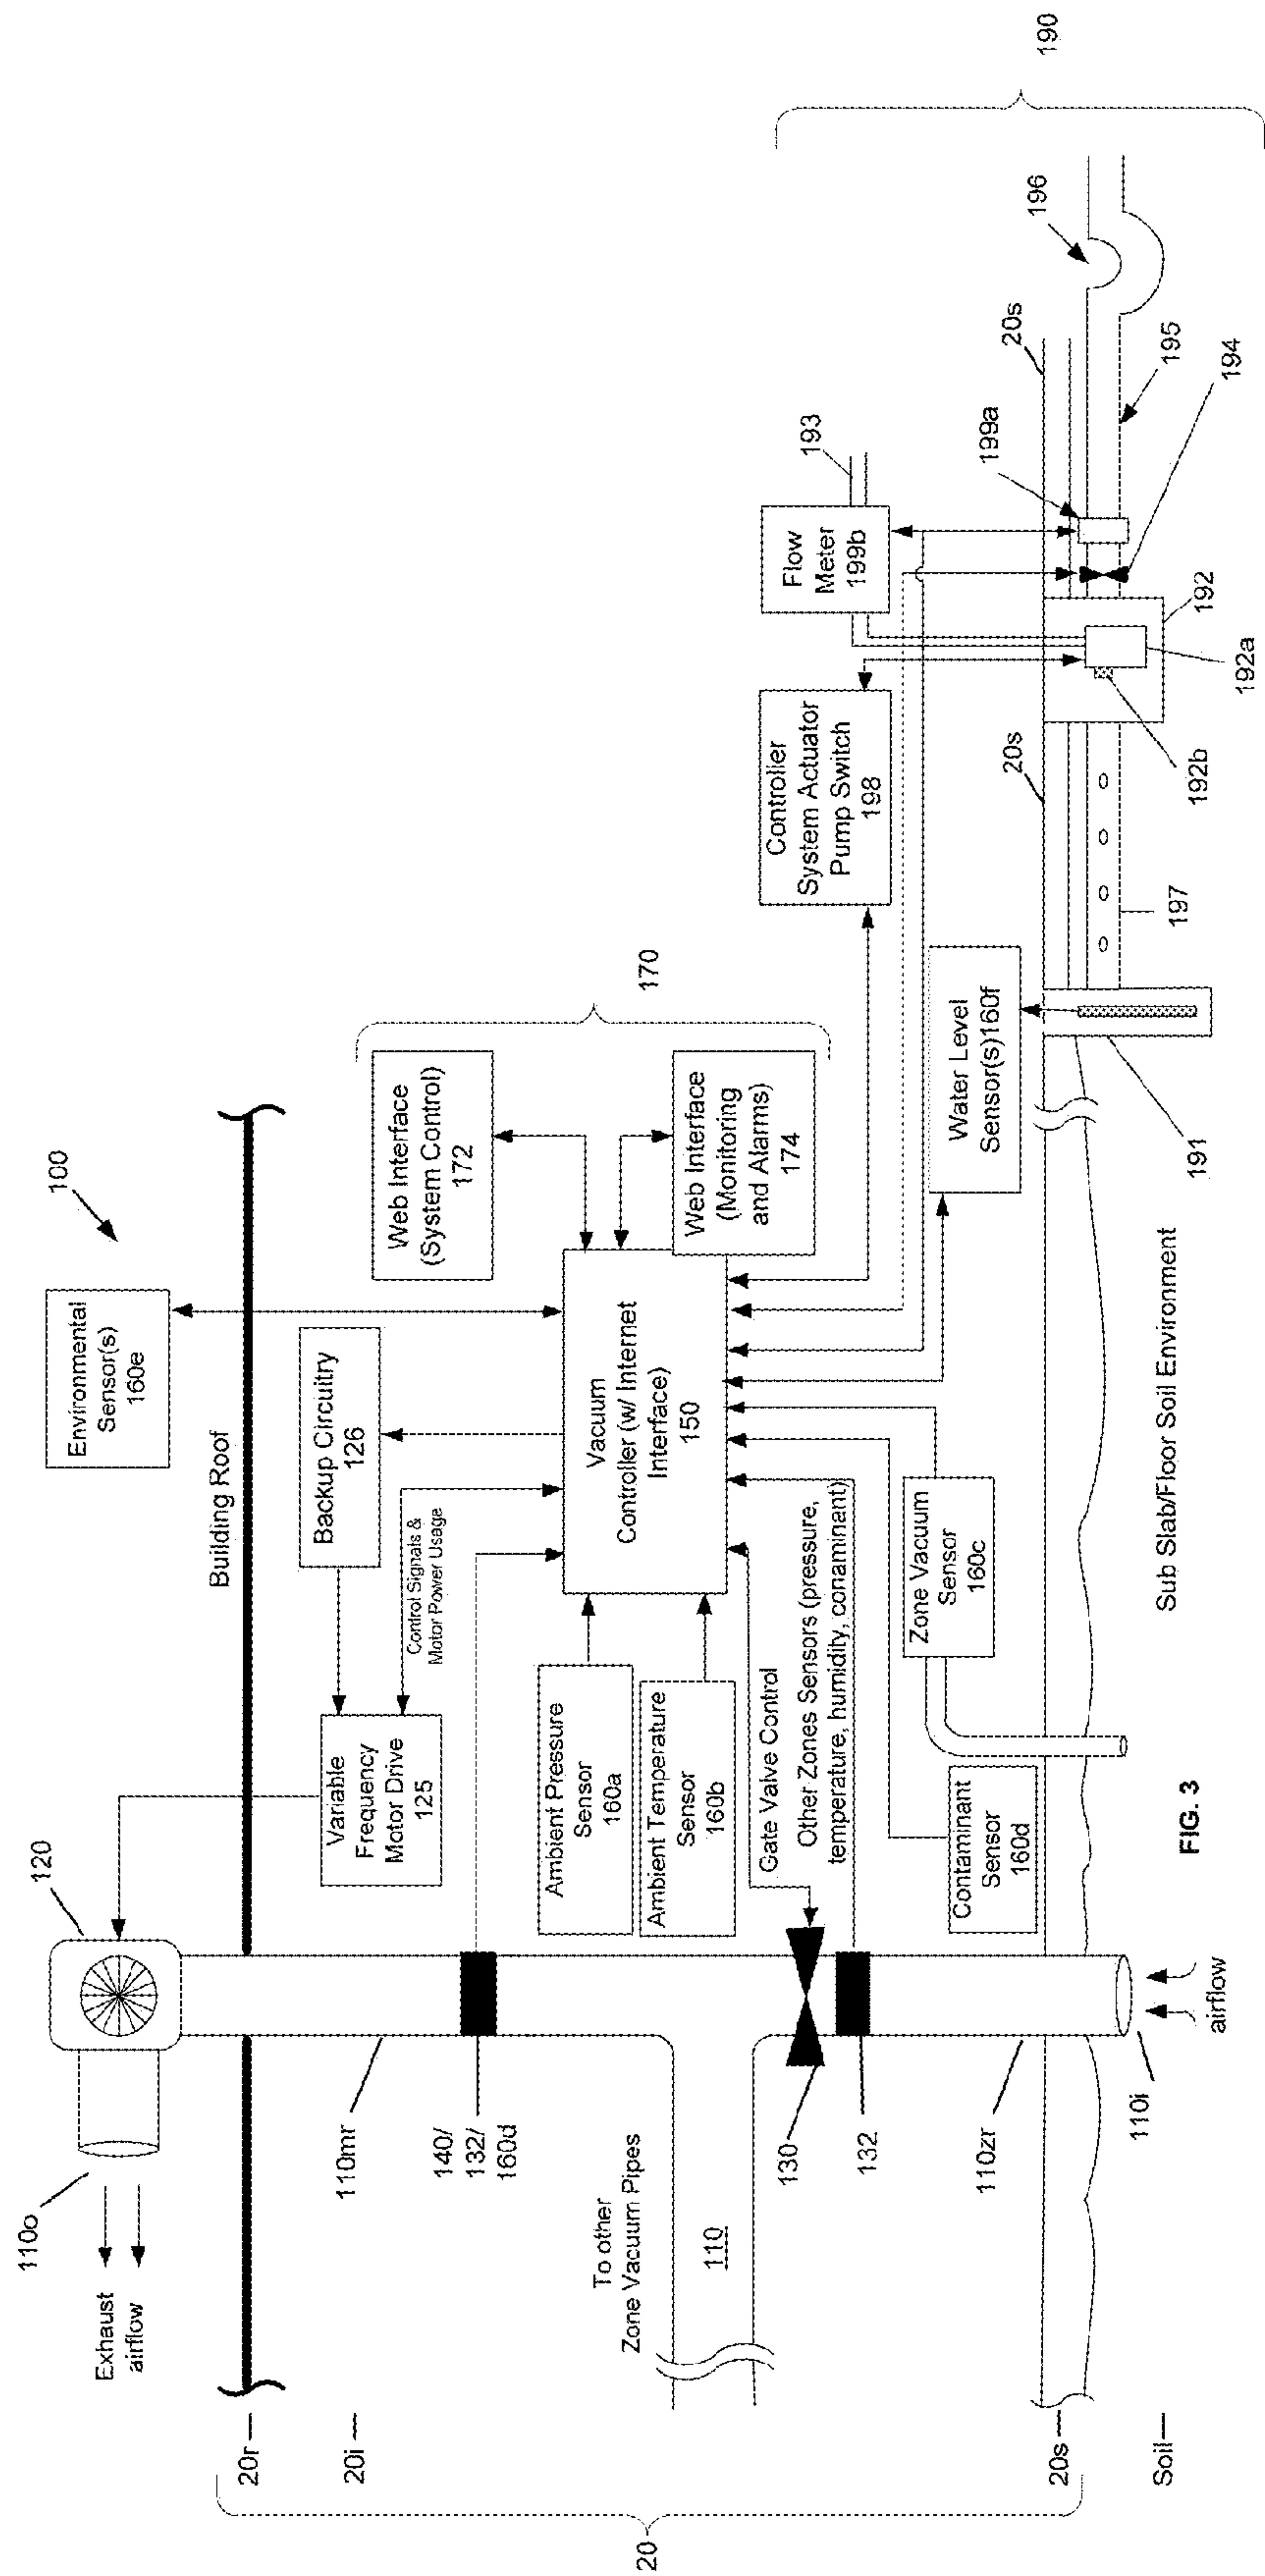 100
120
110o
Exhaust
airflow
Environmental
Sensor(s)
160e
Building Roof
20r
20i
20
Variable
Frequency
Motor Drive
125
Backup Circuitry
126
Control Signals &
Motor Power Usage
110mr
140/
132/
160d
Web Interface
(System Control)
172
170
Web Interface
(Monitoring
and Alarms)
174
Vacuum
Controller (w/ Internet
Interface)
150
Ambient Pressure
Sensor
160a
Ambient Temperature
Sensor
160b
To other
Zone Vacuum Pipes
110
Gate Valve Control
Other Zones Sensors (pressure,
temperature, humidity, conaminant)
130
132
110zr
110i
airflow
Contaminant
Sensor
160d
Zone Vacuum
Sensor
160c
Water Level
Sensor(s)160f
Controller
System Actuator
Pump Switch
198
Flow
Meter
199b
193
190
196
20s
199a
195
194
192
192a
192b
20s
197
191
20s
Soil
Sub Slab/Floor Soil Environment
FIG. 3